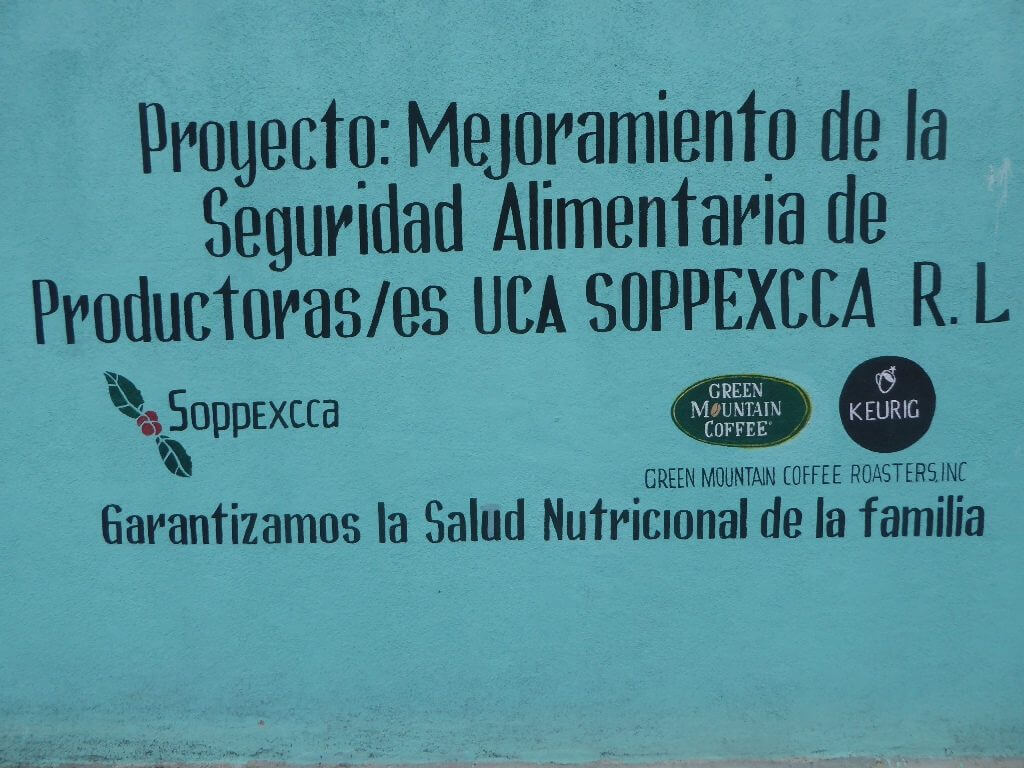 Proyecto: Mejoramiento de la
Seguridad Alimentaria de
Productoras/es UCA SOPPEXCCA R.L
Soppexcca
GREEN
MOUNTAIN
COFFEE
KEURIG
GREEN MOUNTAIN COFFEE ROASTERS, INC
Garantizamos la Salud Nutricional de la familia